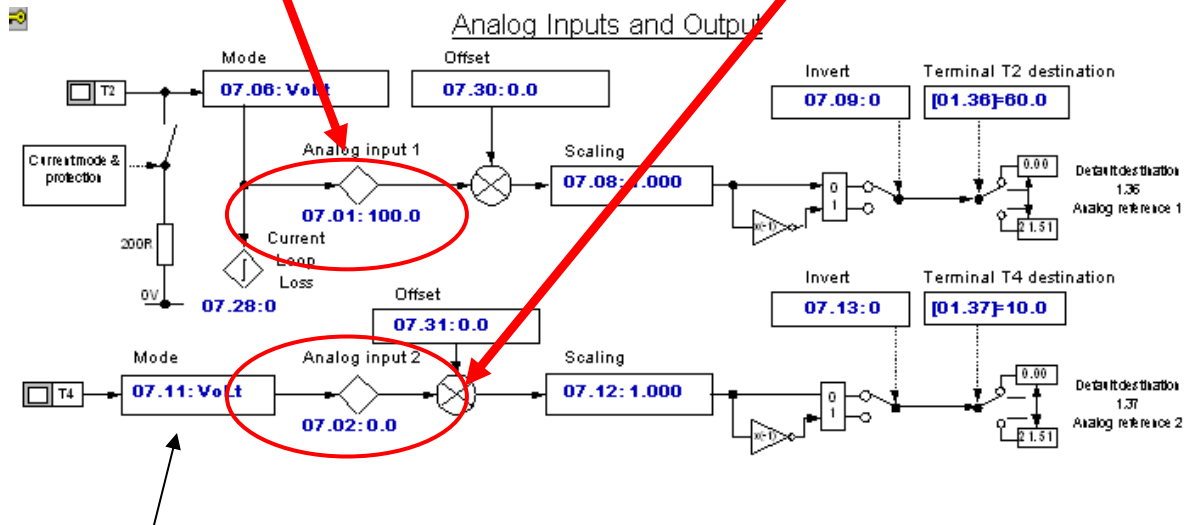 Analog Inputs and Output
Mode
Offset
Invert
Terminal T2 destination
T2
07.06: VoLt
07.30: 0.0
07.09: 0
[01.36]=60.0
Current mode &
protection
Analog input 1
Scaling
07.08: 1.000
0
1
x(-1)
0.00
21.51
Default destination
1.36
Analog reference 1
07.01: 100.0
200R
Current
Loop
Loss
0V
07.28:0
Offset
07.31: 0.0
Invert
Terminal T4 destination
07.13: 0
[01.37]=10.0
Mode
Analog input 2
Scaling
T4
07.11: VoLt
07.02: 0.0
07.12: 1.000
0
1
x(-1)
0.00
21.51
Default destination
1.37
Analog reference 2